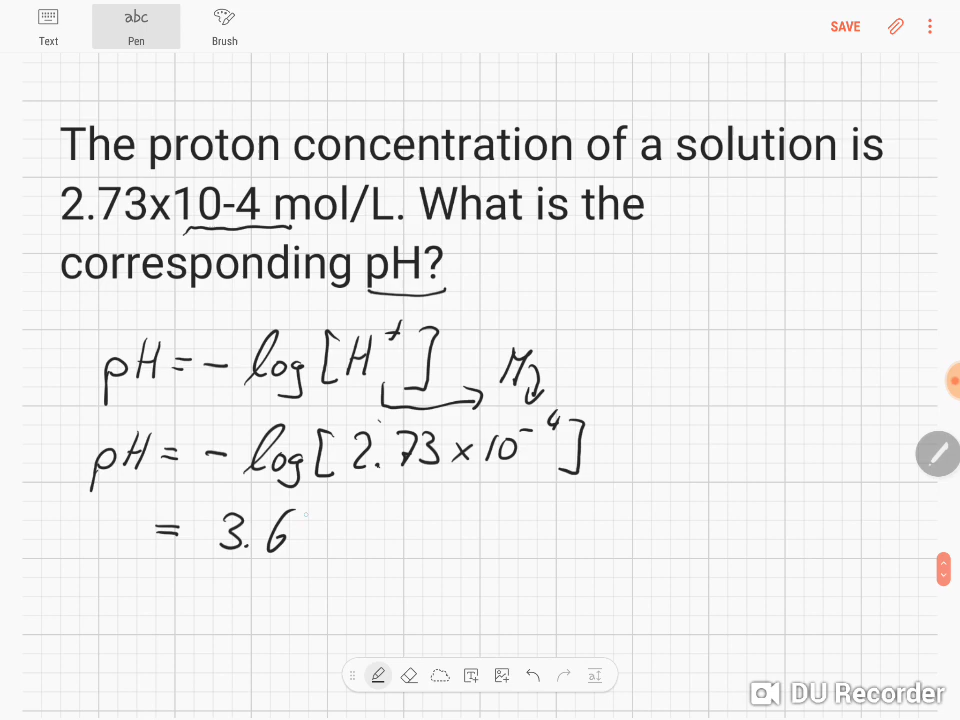 Text
abc
Pen
Brush
SAVE
The proton concentration of a solution is
2.73x10-4 mol/L. What is the
corresponding pH?
pH = - log [H⁺]
pH = - log [2.73 × 10⁻⁴]
= 3.6
DU Recorder